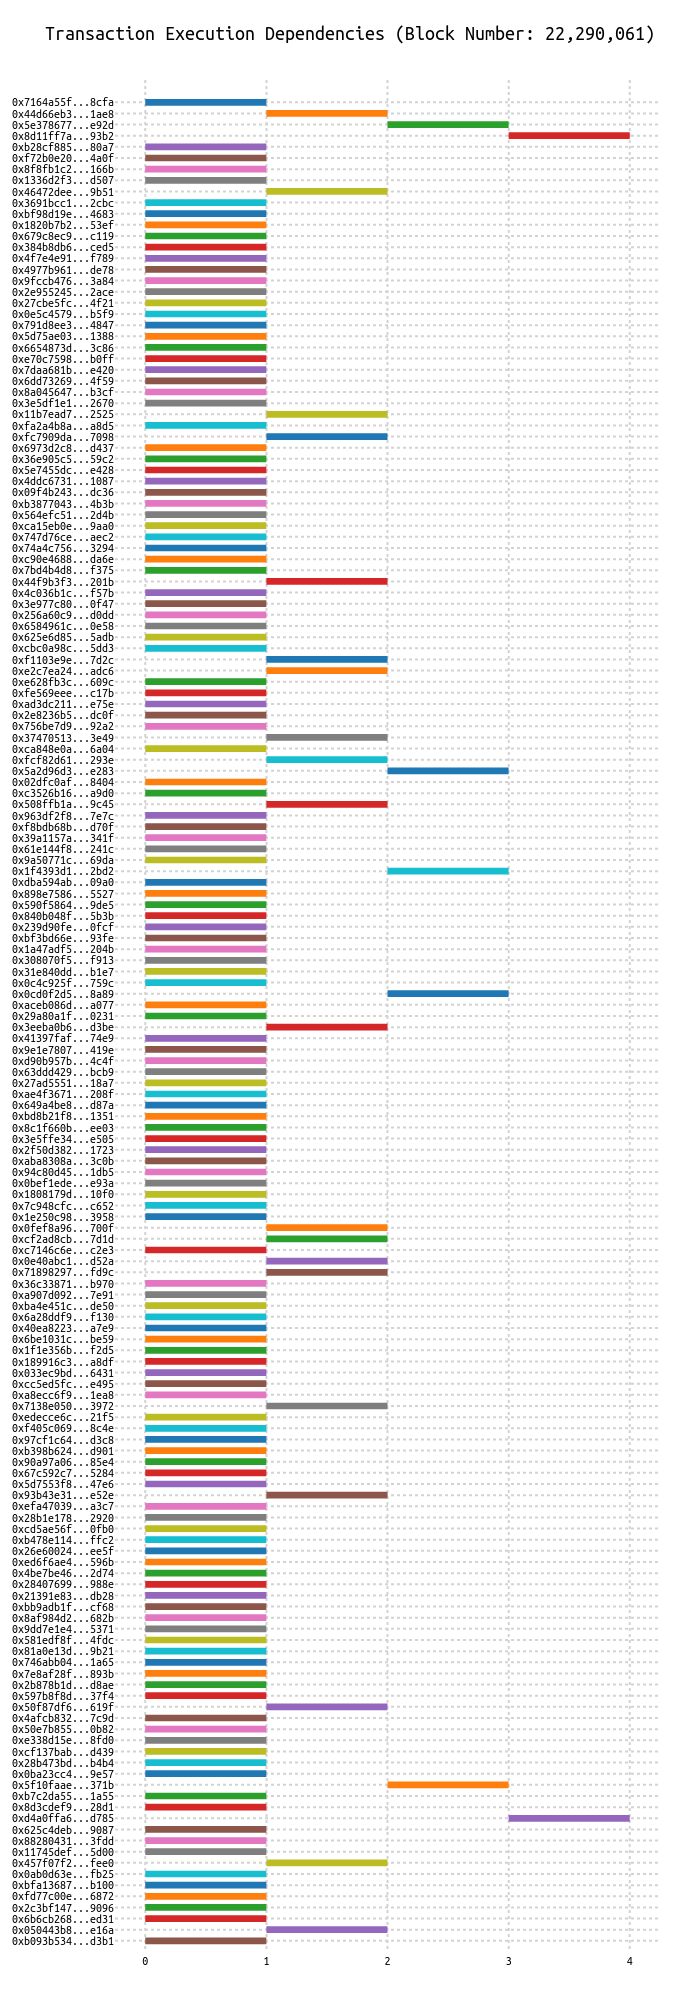 Transaction Execution Dependencies (Block Number: 22,290,061)
0x7164a55f...8cfa
0x44d66eb3...1ae8
0x5e378677...e92d
0x8d11ff7a...93b2
0xb28cf885...80a7
0xf72b0e20...4a0f
0x8f8fb1c2...166b
0x1336d2f3...d507
0x46472dee...9b51
0x3691bcc1...2cbc
0xbf98d19e...4683
0x1820b7b2...53ef
0x679c8ec9...c119
0x384b8db6...ced5
0x4f7e4e91...f789
0x4977b961...de78
0x9fccb476...3a84
0x2e955245...2ace
0x27cbe5fc...4f21
0x0e5c4579...b5f9
0x791d8ee3...4847
0x5d75ae03...1388
0x6654873d...3c86
0xe70c7598...b0ff
0x7daa681b...e420
0x6dd73269...4f59
0x8a045647...b3cf
0x3e5df1e1...2670
0x11b7ead7...2525
0xfa2a4b8a...a8d5
0xfc7909da...7098
0x6973d2c8...d437
0x36e905c5...59c2
0x5e7455dc...e428
0x4ddc6731...1087
0x09f4b243...dc36
0xb3877043...4b3b
0x564efc51...2d4b
0xca15eb0e...9aa0
0x747d76ce...aec2
0x74a4c756...3294
0xc90e4688...da6e
0x7bd4b4d8...f375
0x44f9b3f3...201b
0x4c036b1c...f57b
0x3e977c80...0f47
0x256a60c9...d0dd
0x6584961c...0e58
0x625e6d85...5adb
0xcbc0a98c...5dd3
0xf1103e9e...7d2c
0xe2c7ea24...adc6
0xe628fb3c...609c
0xfe569eee...c17b
0xad3dc211...e75e
0x2e8236b5...dc0f
0x756be7d9...92a2
0x37470513...3e49
0xca848e0a...6a04
0xfcf82d61...293e
0x5a2d96d3...e283
0x02dfc0af...8404
0xc3526b16...a9d0
0x508ffb1a...9c45
0x963df2f8...7e7c
0xf8bdb68b...d70f
0x39a1157a...341f
0x61e144f8...241c
0x9a50771c...69da
0x1f4393d1...2bd2
0xdba594ab...09a0
0x898e7586...5527
0x590f5864...9de5
0x840b048f...5b3b
0x239d90fe...0fcf
0xbf3bd66e...93fe
0x1a47adf5...204b
0x308070f5...f913
0x31e840dd...b1e7
0x0c4c925f...759c
0x0cd0f2d5...8a89
0xaceb086d...a077
0x29a80a1f...0231
0x3eeba0b6...d3be
0x41397faf...74e9
0x9e1e7807...419e
0xd90b957b...4c4f
0x63ddd429...bcb9
0x27ad5551...18a7
0xae4f3671...208f
0x649a4be8...d87a
0xbd8b21f8...1351
0x8c1f660b...ee03
0x3e5ffe34...e505
0x2f50d382...1723
0xaba8308a...3c0b
0x94c80d45...1db5
0x0bef1ede...e93a
0x1808179d...10f0
0x7c948cfc...c652
0x1e250c98...3958
0x0fef8a96...700f
0xcf2ad8cb...7d1d
0xc7146c6e...c2e3
0x0e40abc1...d52a
0x71898297...fd9c
0x36c33871...b970
0xa907d092...7e91
0xba4e451c...de50
0x6a28ddf9...f130
0x40ea8223...a7e9
0x6be1031c...be59
0x1f1e356b...f2d5
0x189916c3...a8df
0x033ec9bd...6431
0xcc5ed5fc...e495
0xa8ecc6f9...1ea8
0x7138e050...3972
0xedecce6c...21f5
0xf405c069...8c4e
0x97cf1c64...d3c8
0xb398b624...d901
0x90a97a06...85e4
0x67c592c7...5284
0x5d7553f8...47e6
0x93b43e31...e52e
0xefa47039...a3c7
0x28b1e178...2920
0xcd5ae56f...0fb0
0xb478e114...ffc2
0x26e60024...ee5f
0xed6f6ae4...596b
0x4be7be46...2d74
0x28407699...988e
0x21391e83...db28
0xbb9adb1f...cf68
0x8af984d2...682b
0x9dd7e1e4...5371
0x581edf8f...4fdc
0x81a0e13d...9b21
0x746abb04...1a65
0x7e8af28f...893b
0x2b878b1d...d8ae
0x597b8f8d...37f4
0x50f87df6...619f
0x4afcb832...7c9d
0x50e7b855...0b82
0xe338d15e...8fd0
0xcf137bab...d439
0x28b473bd...b4b4
0x0ba23cc4...9e57
0x5f10faae...371b
0xb7c2da55...1a55
0x8d3cdef9...28d1
0xd4a0ffa6...d785
0x625c4deb...9087
0x88280431...3fdd
0x11745def...5d00
0x457f07f2...fee0
0x0ab0d63e...fb25
0xbfa13687...b100
0xfd77c00e...6872
0x2c3bf147...9096
0x6b6cb268...ed31
0x050443b8...e16a
0xb093b534...d3b1
0 1 2 3 4